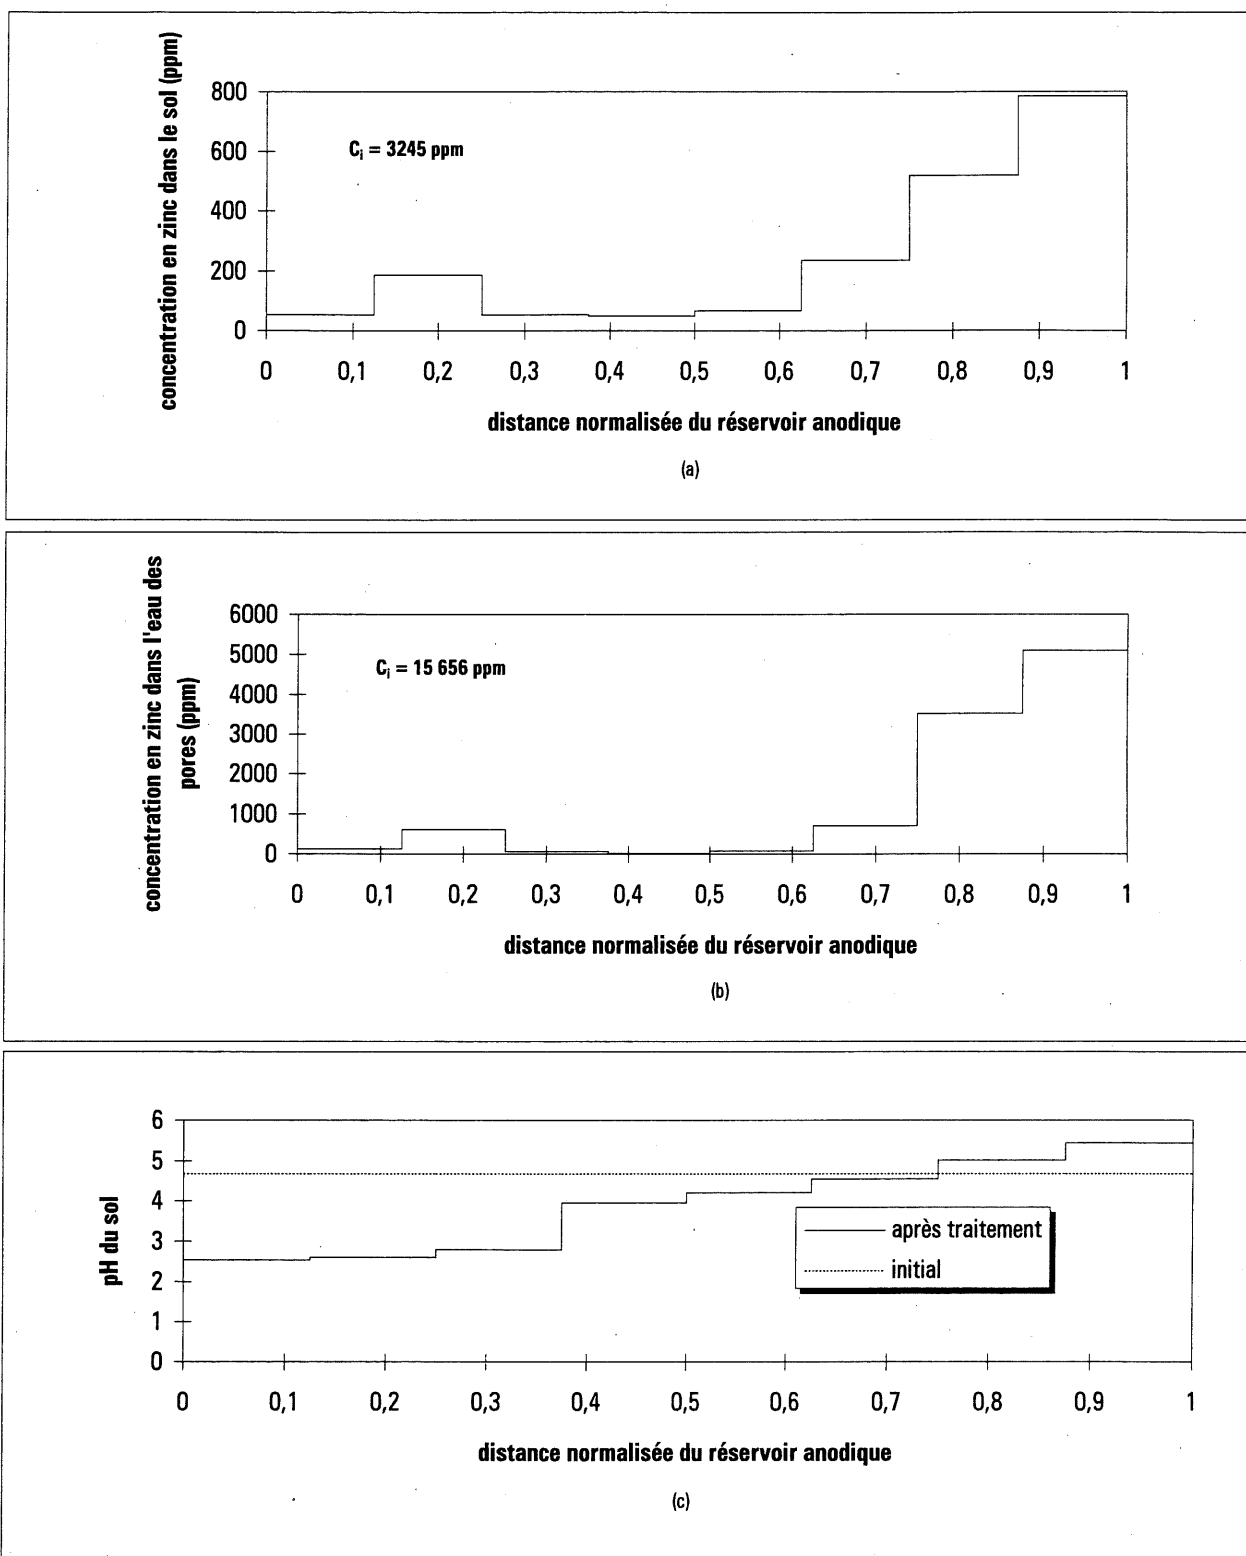 concentration en zinc dans le sol (ppm)
800
600
400
200
0
Cᵢ = 3245 ppm
0 0,1 0,2 0,3 0,4 0,5 0,6 0,7 0,8 0,9 1
distance normalisée du réservoir anodique
(a)
concentration en zinc dans l'eau des
pores (ppm)
6000
5000
4000
3000
2000
1000
0
Cᵢ = 15 656 ppm
0 0,1 0,2 0,3 0,4 0,5 0,6 0,7 0,8 0,9 1
distance normalisée du réservoir anodique
(b)
pH du sol
6
5
4
3
2
1
0
après traitement
initial
0 0,1 0,2 0,3 0,4 0,5 0,6 0,7 0,8 0,9 1
distance normalisée du réservoir anodique
(c)